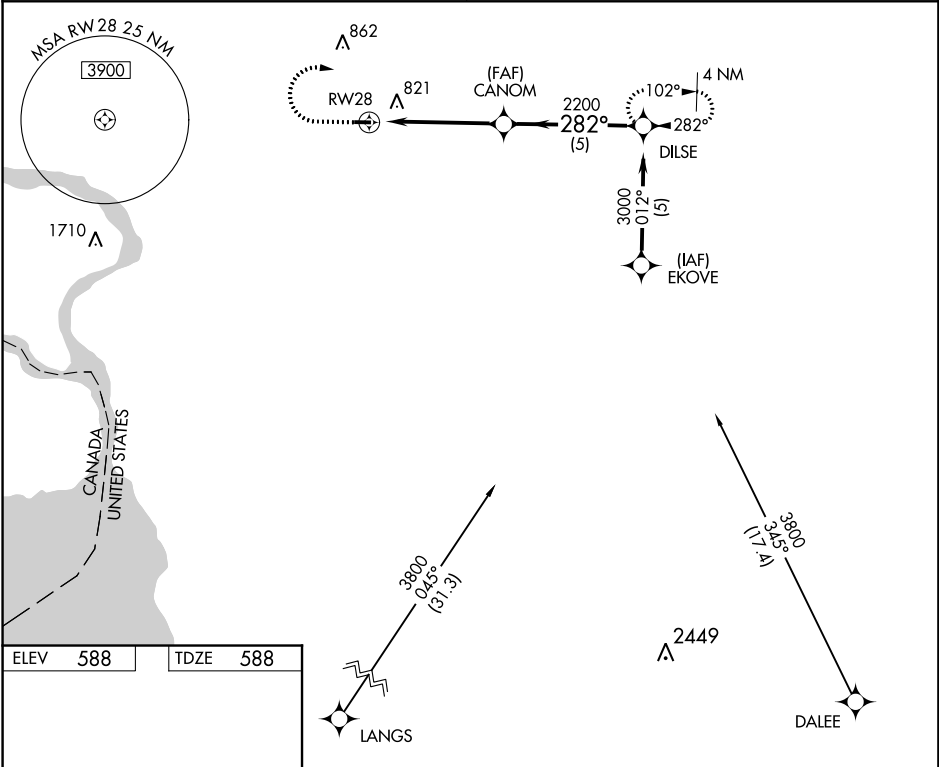 MSA RW28 25 NM
3900
862
821
RW28
(FAF)
CANOM
2200
282°
(5)
4 NM
102°
282°
DILSE
3000
012°
(5)
(IAF)
EKOVE
1710
CANADA
UNITED STATES
3800
045°
(31.3)
3800
345°
(17.4)
2449
LANGS
DALEE
ELEV 588
TDZE 588